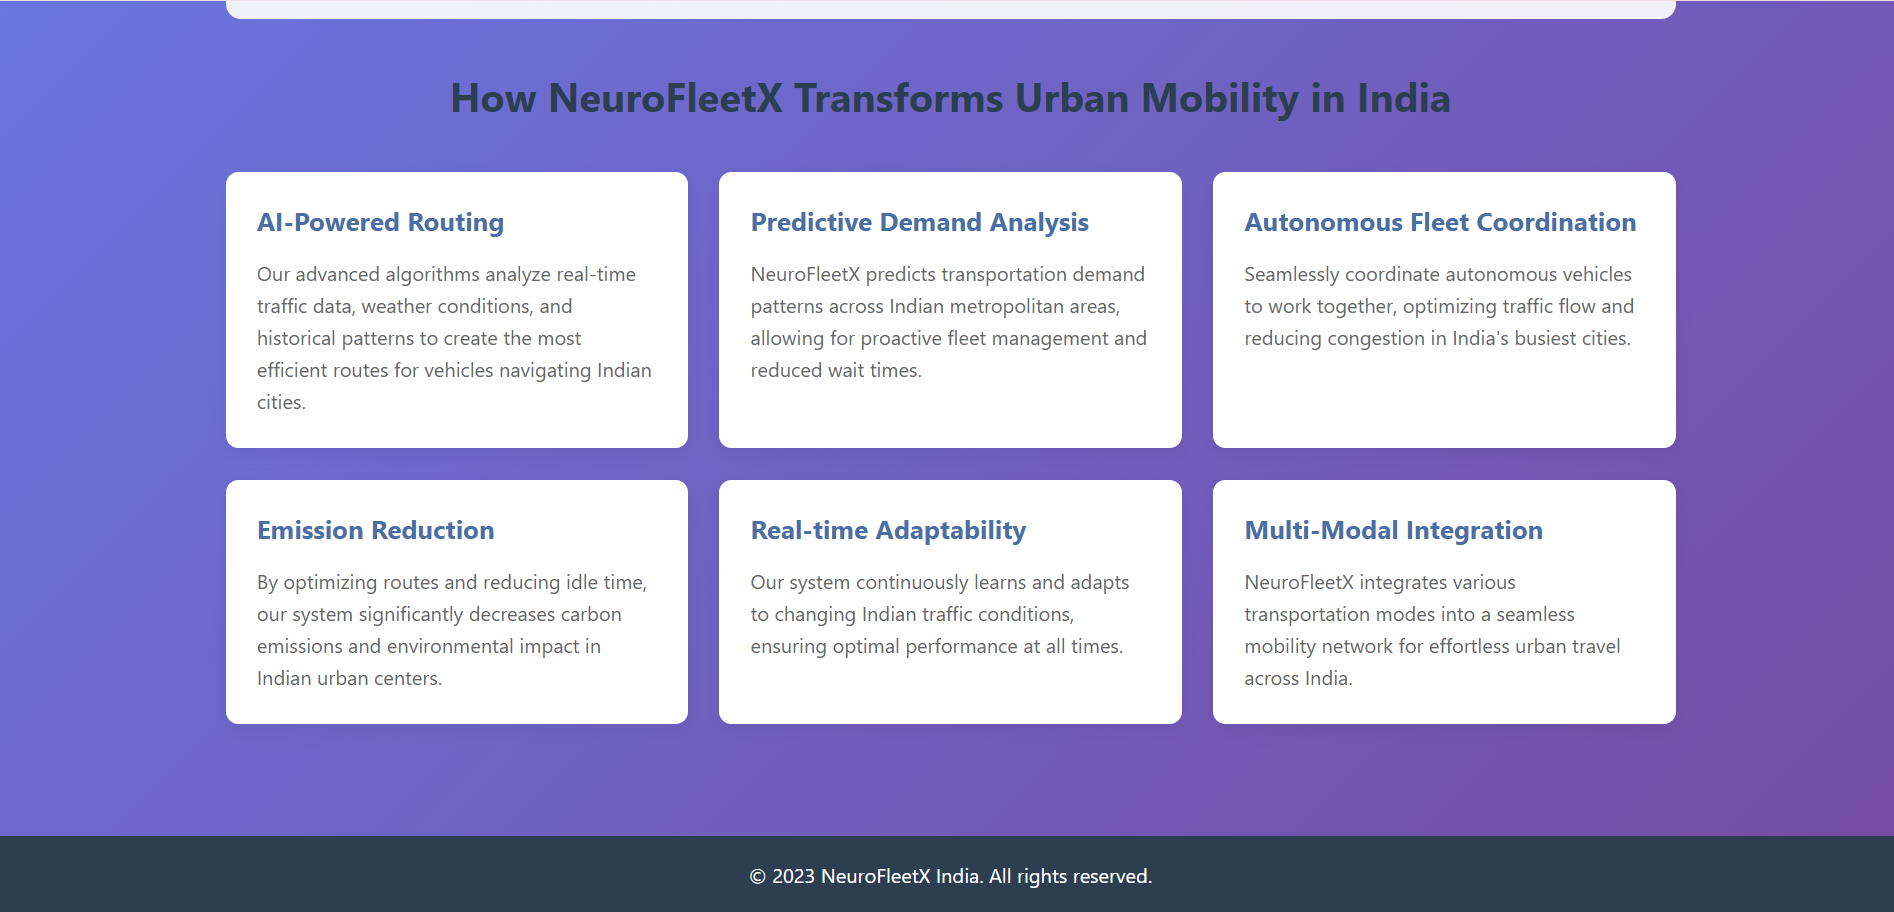 How NeuroFleetX Transforms Urban Mobility in India
AI-Powered Routing
Our advanced algorithms analyze real-time
traffic data, weather conditions, and
historical patterns to create the most
efficient routes for vehicles navigating Indian
cities.
Predictive Demand Analysis
NeuroFleetX predicts transportation demand
patterns across Indian metropolitan areas,
allowing for proactive fleet management and
reduced wait times.
Autonomous Fleet Coordination
Seamlessly coordinate autonomous vehicles
to work together, optimizing traffic flow and
reducing congestion in India's busiest cities.
Emission Reduction
By optimizing routes and reducing idle time,
our system significantly decreases carbon
emissions and environmental impact in
Indian urban centers.
Real-time Adaptability
Our system continuously learns and adapts
to changing Indian traffic conditions,
ensuring optimal performance at all times.
Multi-Modal Integration
NeuroFleetX integrates various
transportation modes into a seamless
mobility network for effortless urban travel
across India.
© 2023 NeuroFleetX India. All rights reserved.